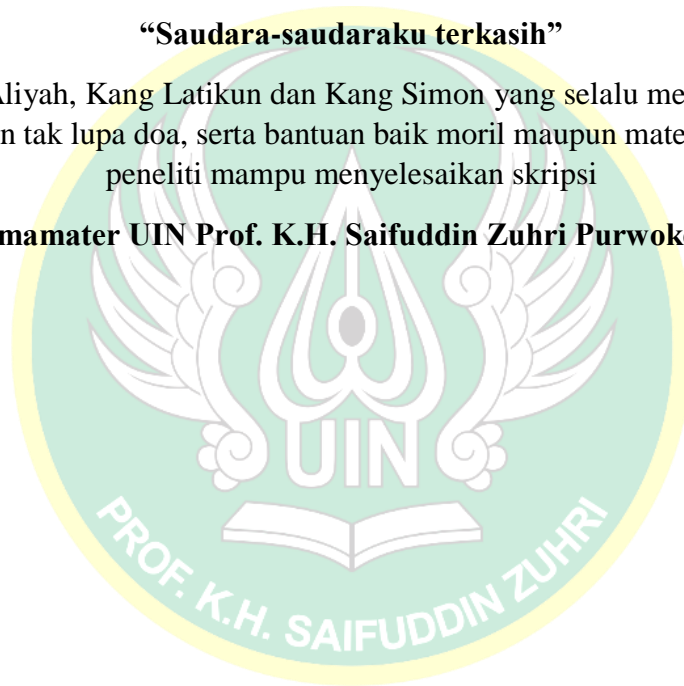 “Saudara-saudaraku terkasih”
Aliyah, Kang Latikun dan Kang Simon yang selalu me
n tak lupa doa, serta bantuan baik moril maupun mate
peneliti mampu menyelesaikan skripsi
mamater UIN Prof. K.H. Saifuddin Zuhri Purwok
UIN
PROF. K.H. SAIFUDDIN ZUHRI